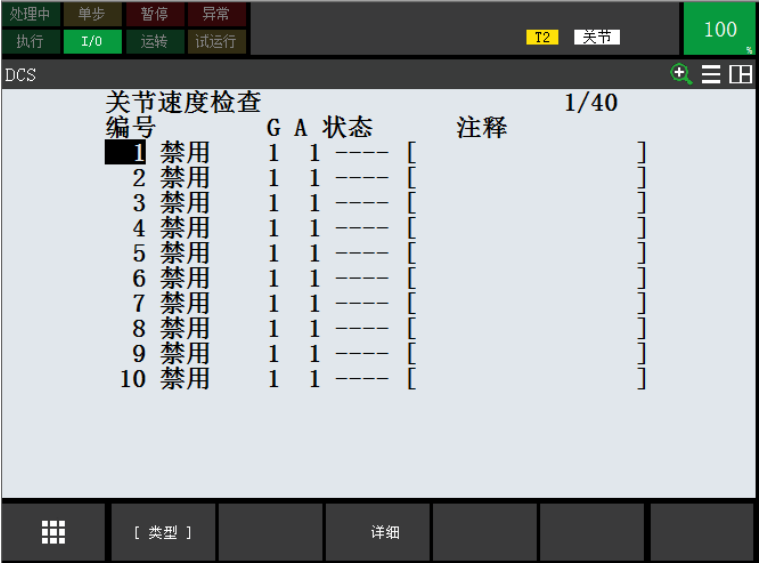 处理中 单步 暂停 异常
执行 I/O 运转 试运行 T2 关节 100 %
DCS
关节速度检查 1/40
编号 G A 状态 注释
1 禁用 1 1 ---- [ ]
2 禁用 1 1 ---- [ ]
3 禁用 1 1 ---- [ ]
4 禁用 1 1 ---- [ ]
5 禁用 1 1 ---- [ ]
6 禁用 1 1 ---- [ ]
7 禁用 1 1 ---- [ ]
8 禁用 1 1 ---- [ ]
9 禁用 1 1 ---- [ ]
10 禁用 1 1 ---- [ ]
[ 类型 ] 详细